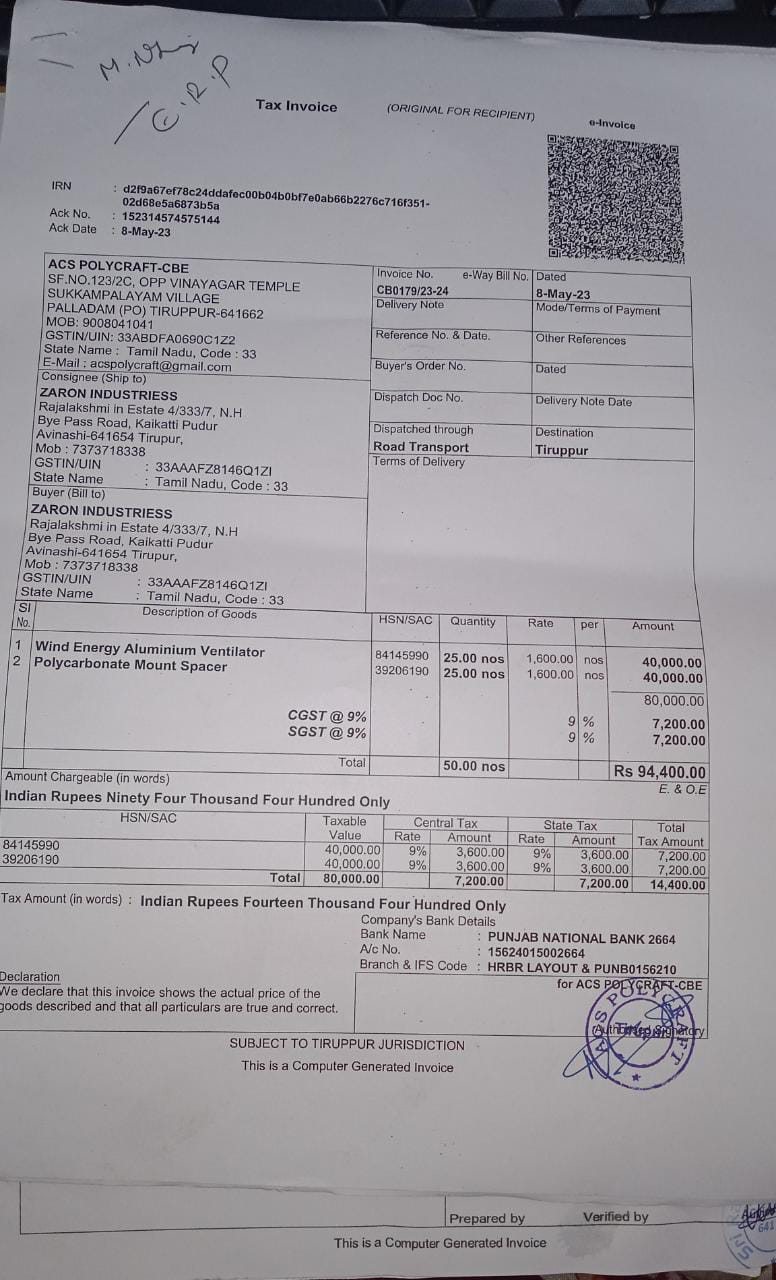 M.
C.R.P
Tax Invoice (ORIGINAL FOR RECIPIENT) e-Invoice
IRN : d2f9a67ef78c24ddafec00b04b0bf7e0ab66b2276c716f351-
02d68e5a6873b5a
Ack No. : 152314574575144
Ack Date : 8-May-23
ACS POLYCRAFT-CBE
SF.NO.123/2C, OPP VINAYAGAR TEMPLE
SUKKAMPALAYAM VILLAGE
PALLADAM (PO) TIRUPPUR-641662
MOB: 9008041041
GSTIN/UIN: 33ABDFA0690C1Z2
State Name : Tamil Nadu, Code : 33
E-Mail : acspolycraft@gmail.com
Invoice No. e-Way Bill No. Dated
CB0179/23-24 8-May-23
Delivery Note Mode/Terms of Payment
Reference No. & Date. Other References
Buyer's Order No. Dated
Dispatch Doc No. Delivery Note Date
Dispatched through Destination
Road Transport Tiruppur
Terms of Delivery
Consignee (Ship to)
ZARON INDUSTRIESS
Rajalakshmi in Estate 4/333/7, N.H
Bye Pass Road, Kaikatti Pudur
Avinashi-641654 Tirupur,
Mob : 7373718338
GSTIN/UIN : 33AAAFZ8146Q1ZI
State Name : Tamil Nadu, Code : 33
Buyer (Bill to)
ZARON INDUSTRIESS
Rajalakshmi in Estate 4/333/7, N.H
Bye Pass Road, Kaikatti Pudur
Avinashi-641654 Tirupur,
Mob : 7373718338
GSTIN/UIN : 33AAAFZ8146Q1ZI
State Name : Tamil Nadu, Code : 33
Sl No. Description of Goods HSN/SAC Quantity Rate per Amount
1 Wind Energy Aluminium Ventilator 84145990 25.00 nos 1,600.00 nos 40,000.00
2 Polycarbonate Mount Spacer 39206190 25.00 nos 1,600.00 nos 40,000.00
80,000.00
CGST @ 9% 9 % 7,200.00
SGST @ 9% 9 % 7,200.00
Total 50.00 nos Rs 94,400.00
Amount Chargeable (in words) E. & O.E
Indian Rupees Ninety Four Thousand Four Hundred Only
HSN/SAC Taxable Value Central Tax State Tax Total Tax Amount
Rate Amount Rate Amount
84145990 40,000.00 9% 3,600.00 9% 3,600.00 7,200.00
39206190 40,000.00 9% 3,600.00 9% 3,600.00 7,200.00
Total 80,000.00 7,200.00 7,200.00 14,400.00
Tax Amount (in words) : Indian Rupees Fourteen Thousand Four Hundred Only
Company's Bank Details
Bank Name : PUNJAB NATIONAL BANK 2664
A/c No. : 15624015002664
Branch & IFS Code : HRBR LAYOUT & PUNB0156210
Declaration
We declare that this invoice shows the actual price of the
goods described and that all particulars are true and correct.
for ACS POLYCRAFT-CBE
Authorised Signatory
ACS POLYCRAFT
SUBJECT TO TIRUPPUR JURISDICTION
This is a Computer Generated Invoice
Prepared by Verified by
This is a Computer Generated Invoice